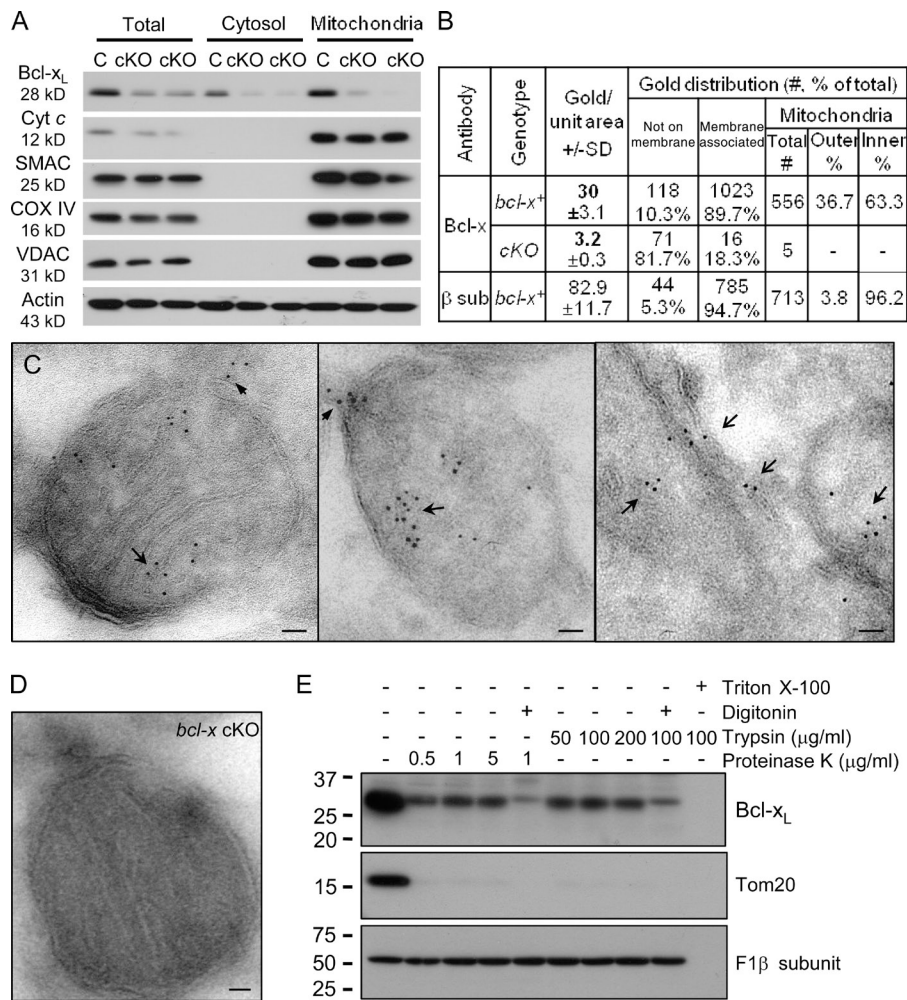 A
Total Cytosol Mitochondria
C cKO cKO C cKO cKO C cKO cKO
Bcl-xL
28 kD
Cyt c
12 kD
SMAC
25 kD
COX IV
16 kD
VDAC
31 kD
Actin
43 kD
B
Antibody
Genotype
Gold/
unit area
+/-SD
Gold distribution (#, % of total)
Not on
membrane
Membrane
associated
Mitochondria
Total
#
Outer
%
Inner
%
Bcl-x
bcl-x+
30
±3.1
118
10.3%
1023
89.7%
556 36.7 63.3
cKO
3.2
±0.3
71
81.7%
16
18.3%
5 - -
β sub
bcl-x+
82.9
±11.7
44
5.3%
785
94.7%
713 3.8 96.2
C
D
bcl-x cKO
E
- - - - - - - - - + Triton X-100
- - - - + - - - + - Digitonin
- - - - - 50 100 200 100 100 Trypsin (μg/ml)
- 0.5 1 5 1 - - - - - Proteinase K (μg/ml)
37
25
20
Bcl-xL
15
Tom20
75
50
25
F1β subunit